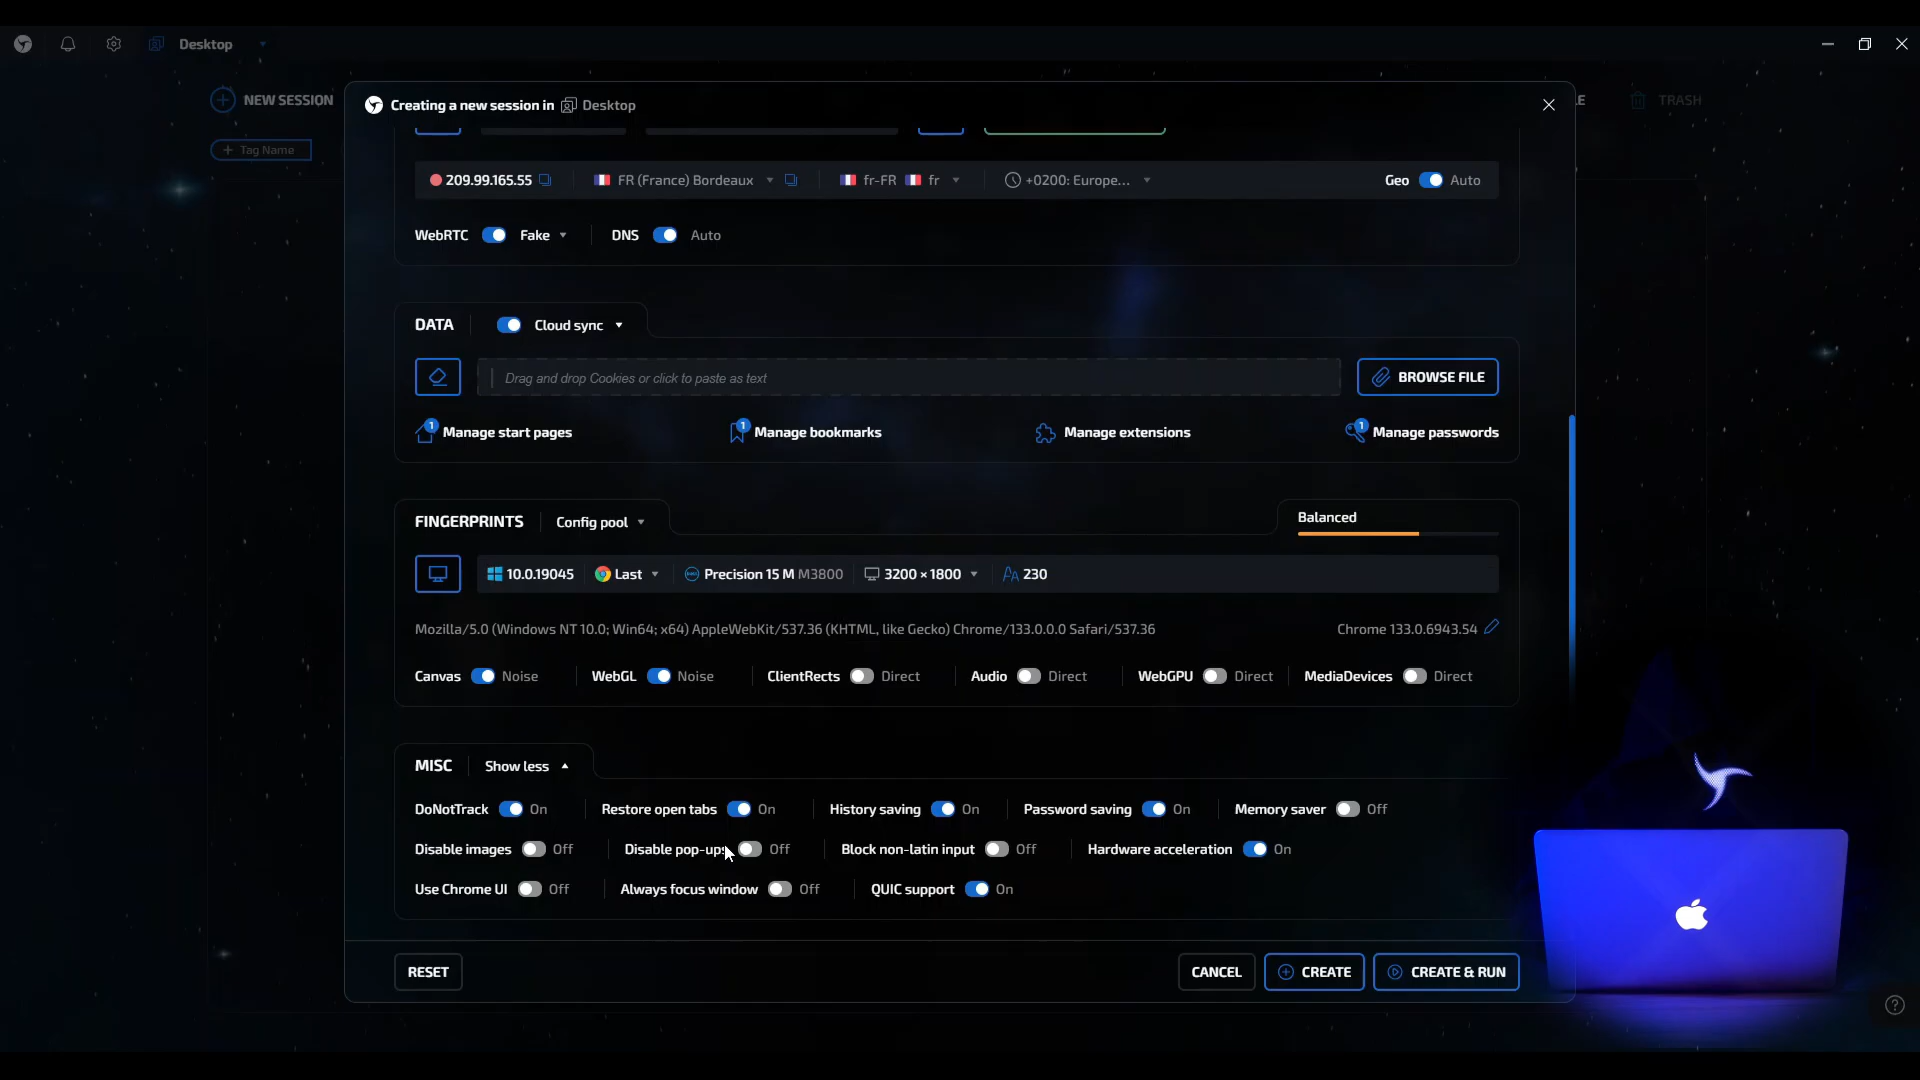 Desktop
NEW SESSION
Creating a new session in Desktop
LE
TRASH
+ Tag Name
209.99.165.55 FR (France) Bordeaux fr-FR fr +0200: Europe... Geo Auto
WebRTC Fake DNS Auto
DATA Cloud sync
Drag and drop Cookies or click to paste as text BROWSE FILE
1 Manage start pages 1 Manage bookmarks Manage extensions 1 Manage passwords
FINGERPRINTS Config pool Balanced
10.0.19045 Last Precision 15 M M3800 3200 × 1800 230
Mozilla/5.0 (Windows NT 10.0; Win64; x64) AppleWebKit/537.36 (KHTML, like Gecko) Chrome/133.0.0.0 Safari/537.36 Chrome 133.0.6943.54
Canvas Noise WebGL Noise ClientRects Direct Audio Direct WebGPU Direct MediaDevices Direct
MISC Show less
DoNotTrack On Restore open tabs On History saving On Password saving On Memory saver Off
Disable images Off Disable pop-ups Off Block non-latin input Off Hardware acceleration On
Use Chrome UI Off Always focus window Off QUIC support On
RESET CANCEL CREATE CREATE & RUN